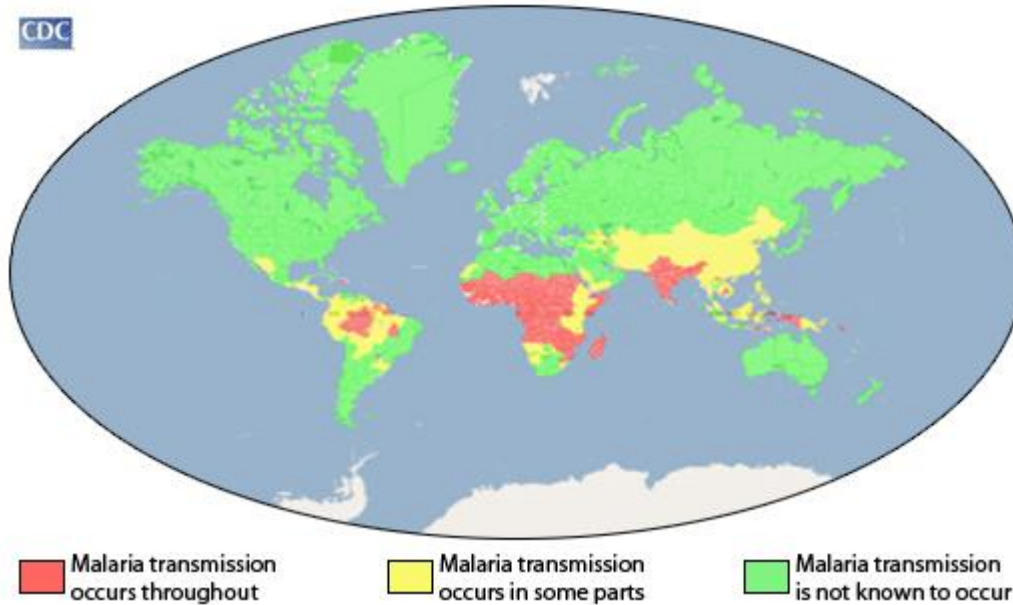 CDC
Malaria transmission
occurs throughout
Malaria transmission
occurs in some parts
Malaria transmission
is not known to occur